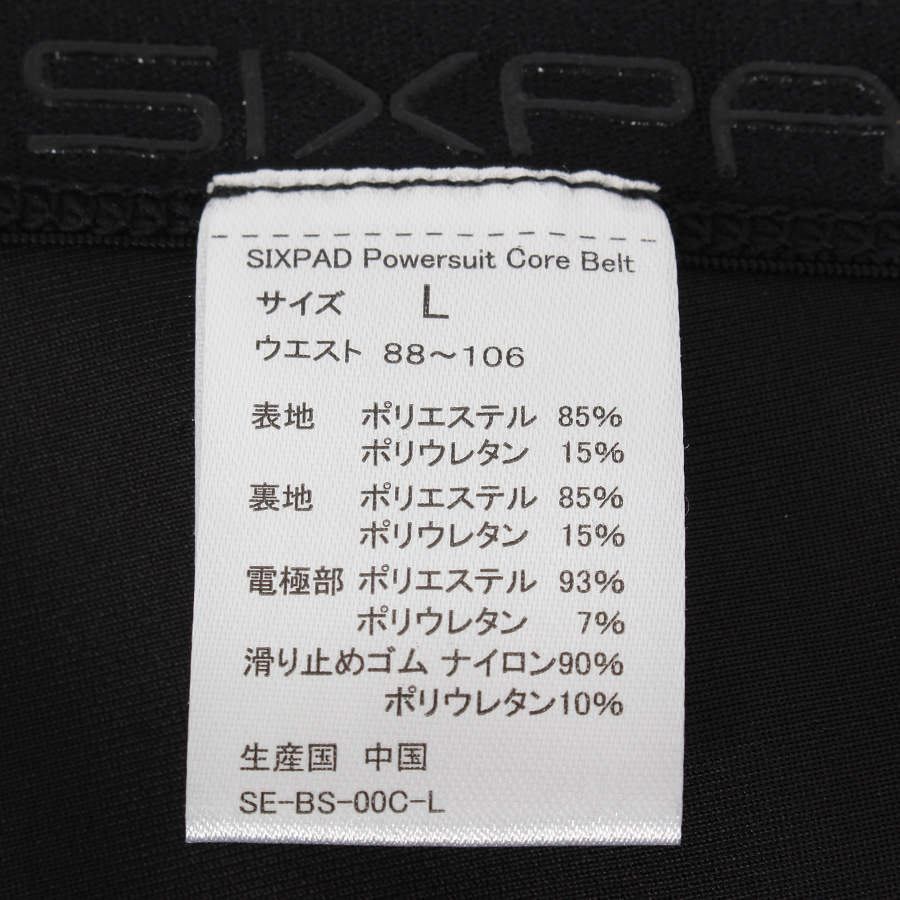 SIXPA
SIXPAD Powersuit Core Belt
サイズ L
ウエスト 88～106
表地 ポリエステル 85%
ポリウレタン 15%
裏地 ポリエステル 85%
ポリウレタン 15%
電極部 ポリエステル 93%
ポリウレタン 7%
滑り止めゴム ナイロン90%
ポリウレタン10%
生産国 中国
SE-BS-00C-L